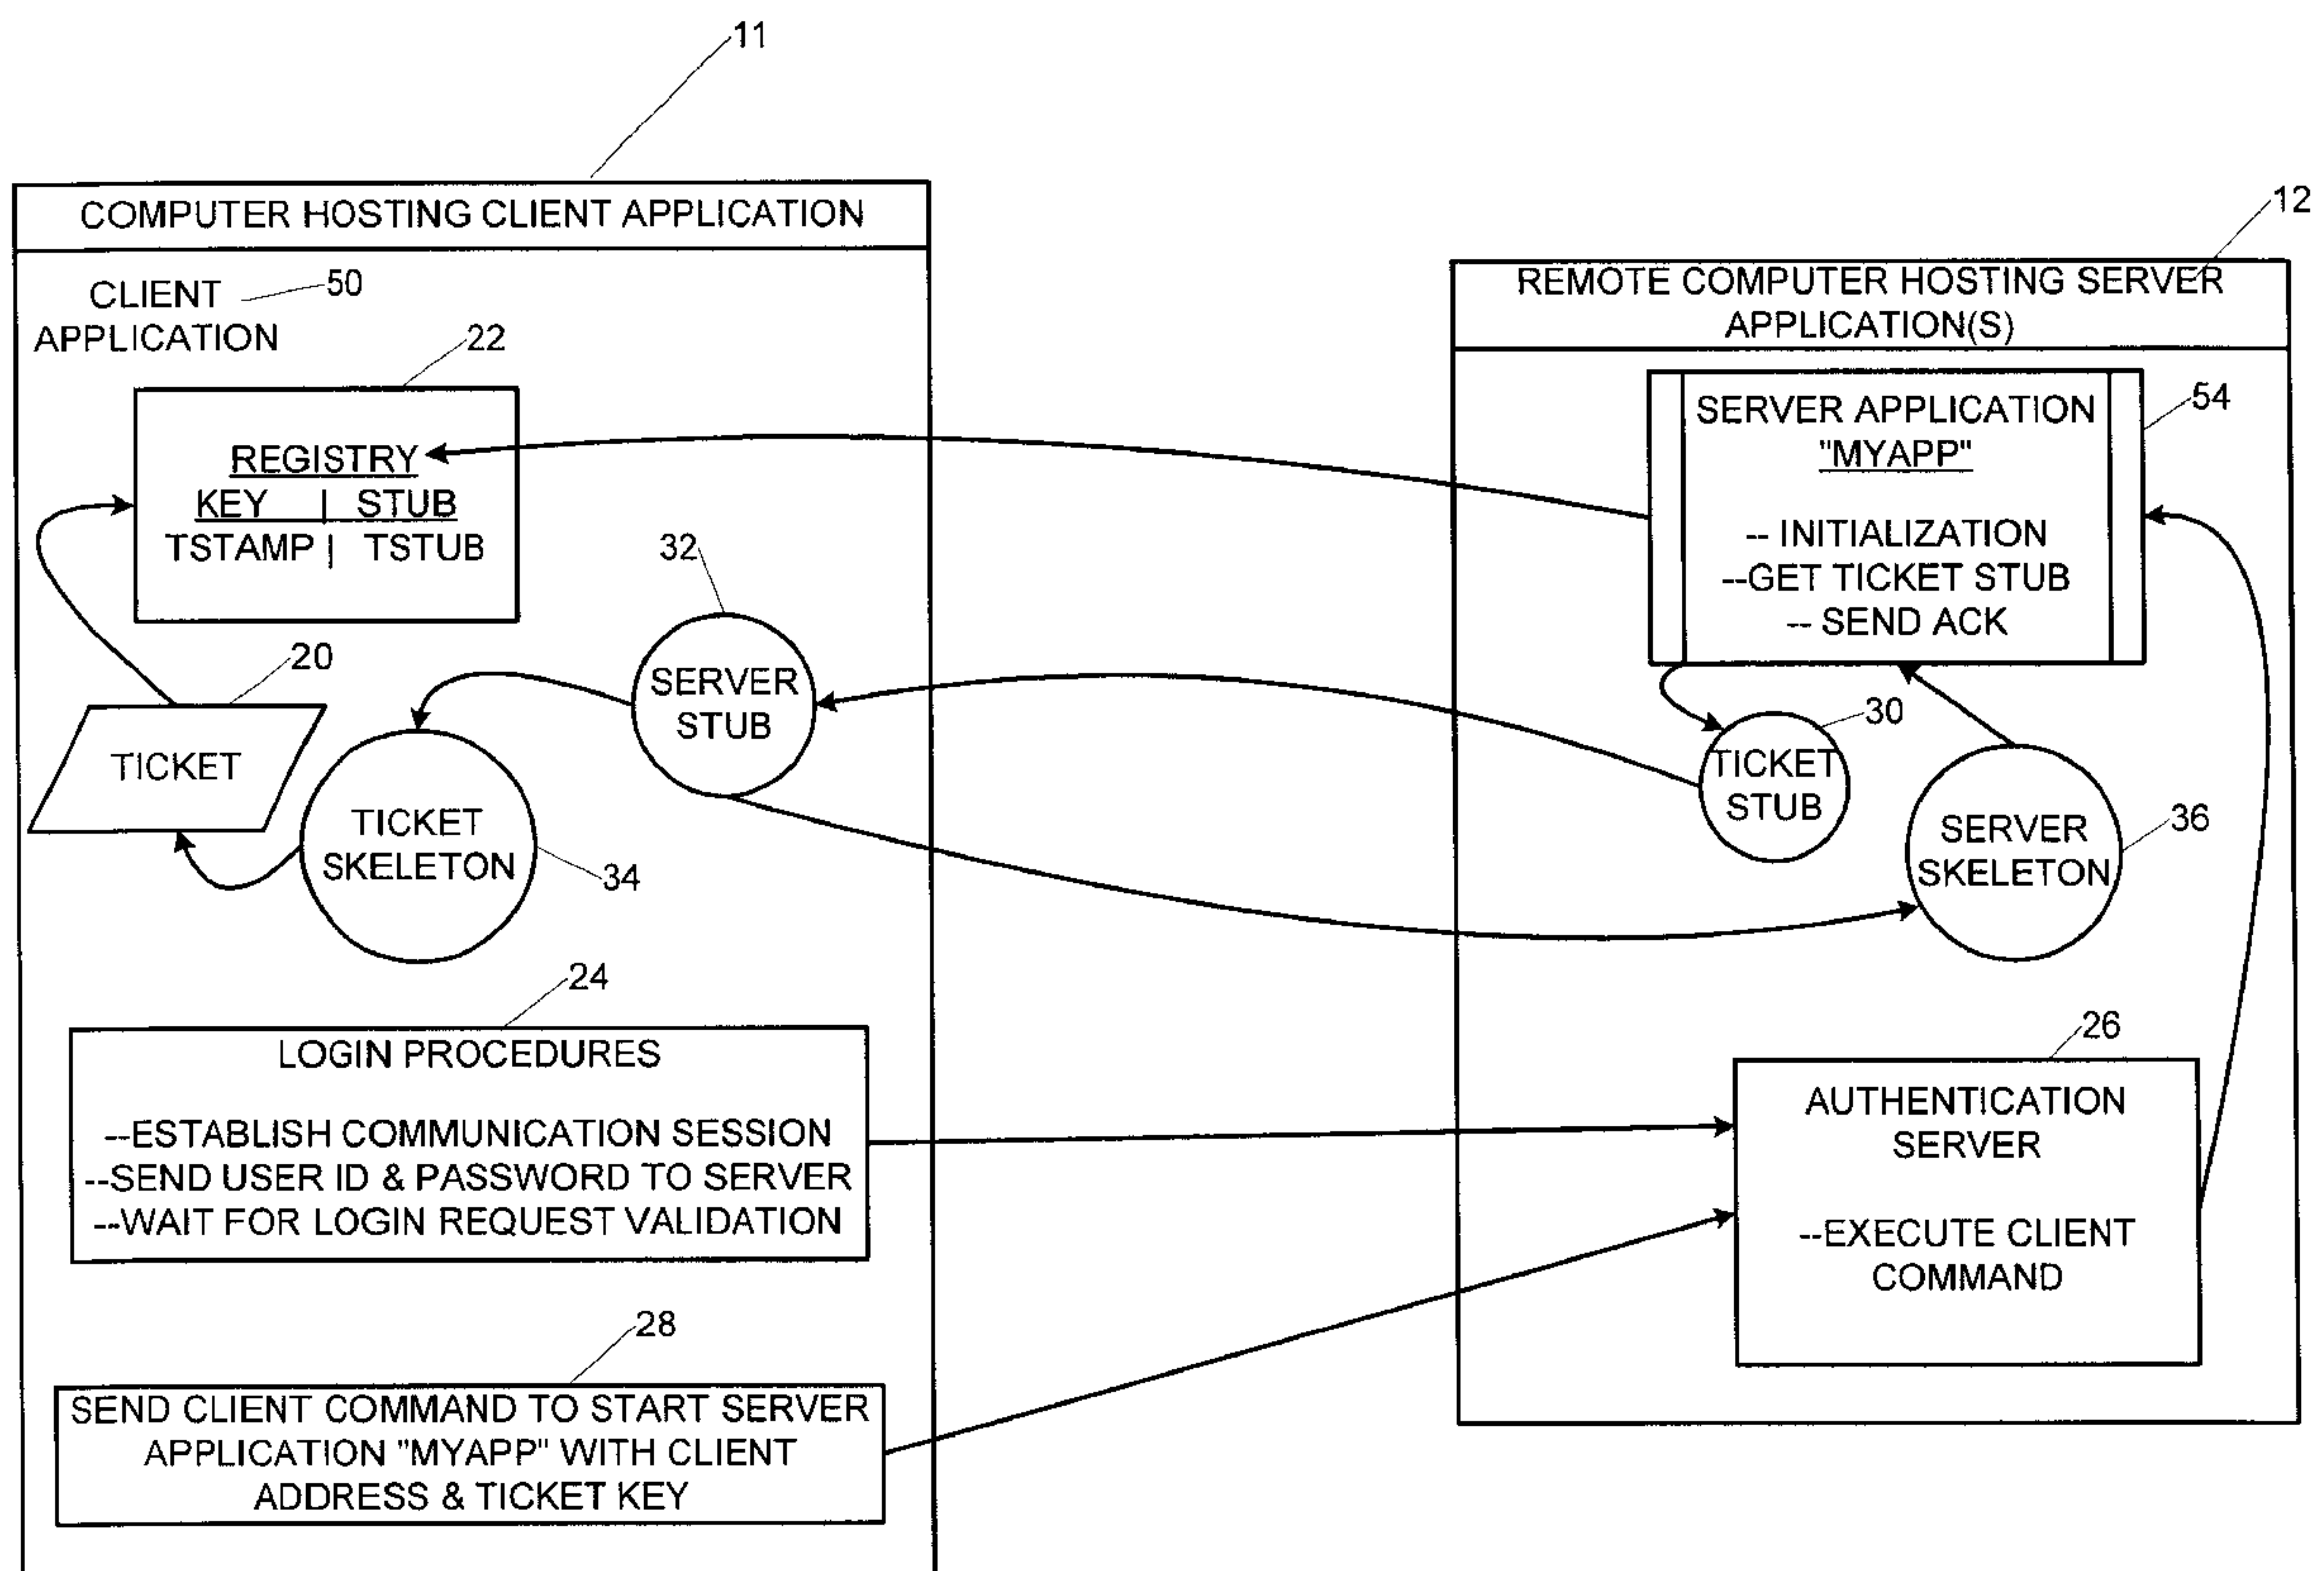 11
COMPUTER HOSTING CLIENT APPLICATION
CLIENT
APPLICATION
50
22
REGISTRY
KEY | STUB
TSTAMP | TSTUB
32
SERVER
STUB
20
TICKET
TICKET
SKELETON
34
24
LOGIN PROCEDURES
--ESTABLISH COMMUNICATION SESSION
--SEND USER ID & PASSWORD TO SERVER
--WAIT FOR LOGIN REQUEST VALIDATION
28
SEND CLIENT COMMAND TO START SERVER
APPLICATION "MYAPP" WITH CLIENT
ADDRESS & TICKET KEY
12
REMOTE COMPUTER HOSTING SERVER
APPLICATION(S)
54
SERVER APPLICATION
"MYAPP"
-- INITIALIZATION
--GET TICKET STUB
-- SEND ACK
30
TICKET
STUB
SERVER
SKELETON
36
26
AUTHENTICATION
SERVER
--EXECUTE CLIENT
COMMAND